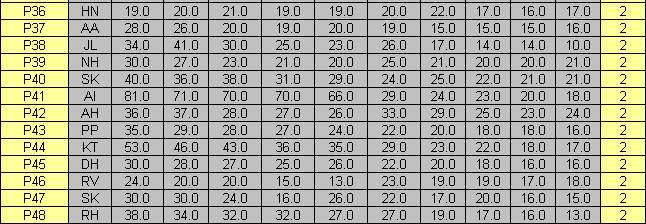 P36 HN 19.0 20.0 21.0 19.0 19.0 20.0 22.0 17.0 16.0 17.0 2
P37 AA 28.0 26.0 20.0 19.0 20.0 19.0 15.0 15.0 15.0 16.0 2
P38 JL 34.0 41.0 30.0 25.0 23.0 26.0 17.0 14.0 14.0 10.0 2
P39 NH 30.0 27.0 23.0 21.0 20.0 25.0 21.0 20.0 20.0 21.0 2
P40 SK 40.0 36.0 38.0 31.0 29.0 24.0 25.0 22.0 21.0 21.0 2
P41 AI 81.0 71.0 70.0 70.0 66.0 29.0 24.0 23.0 20.0 18.0 2
P42 AH 36.0 37.0 28.0 27.0 26.0 33.0 29.0 25.0 23.0 24.0 2
P43 PP 35.0 29.0 28.0 27.0 24.0 22.0 20.0 18.0 18.0 16.0 2
P44 KT 53.0 46.0 43.0 36.0 35.0 29.0 23.0 22.0 18.0 17.0 2
P45 DH 30.0 28.0 27.0 25.0 26.0 22.0 20.0 18.0 16.0 16.0 2
P46 RV 24.0 20.0 20.0 15.0 13.0 23.0 19.0 19.0 17.0 18.0 2
P47 SK 30.0 30.0 24.0 16.0 26.0 22.0 17.0 20.0 16.0 15.0 2
P48 RH 38.0 34.0 32.0 32.0 27.0 27.0 19.0 17.0 16.0 13.0 2